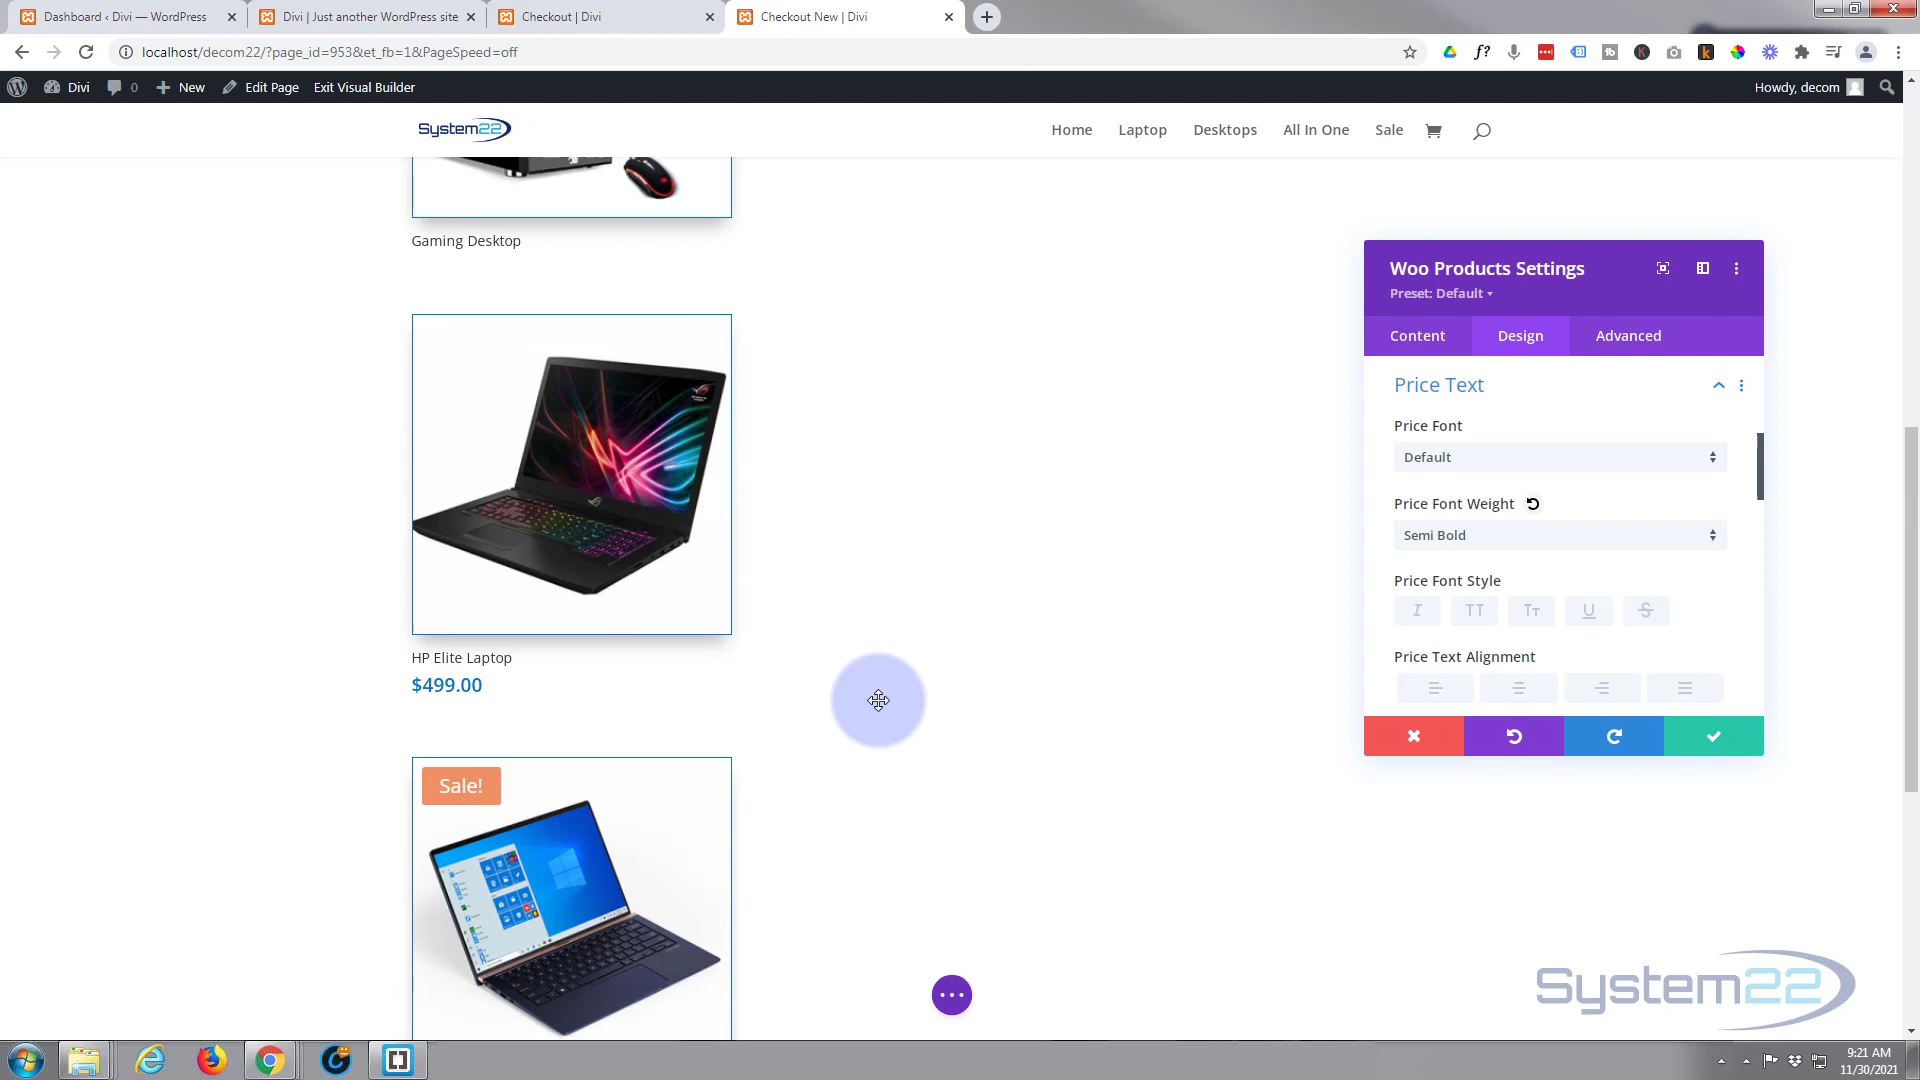 Dashboard ‹ Divi — WordPress
Divi | Just another WordPress site
Checkout | Divi
Checkout New | Divi
localhost/decom22/?page_id=953&et_fb=1&PageSpeed=off
Divi
0
New
Edit Page
Exit Visual Builder
Howdy, decom
System22
Home
Laptop
Desktops
All In One
Sale
Gaming Desktop
HP Elite Laptop
$499.00
Sale!
Woo Products Settings
Preset: Default
Content
Design
Advanced
Price Text
Price Font
Default
Price Font Weight
Semi Bold
Price Font Style
I
TT
Tт
U
S
Price Text Alignment
System22
9:21 AM
11/30/2021